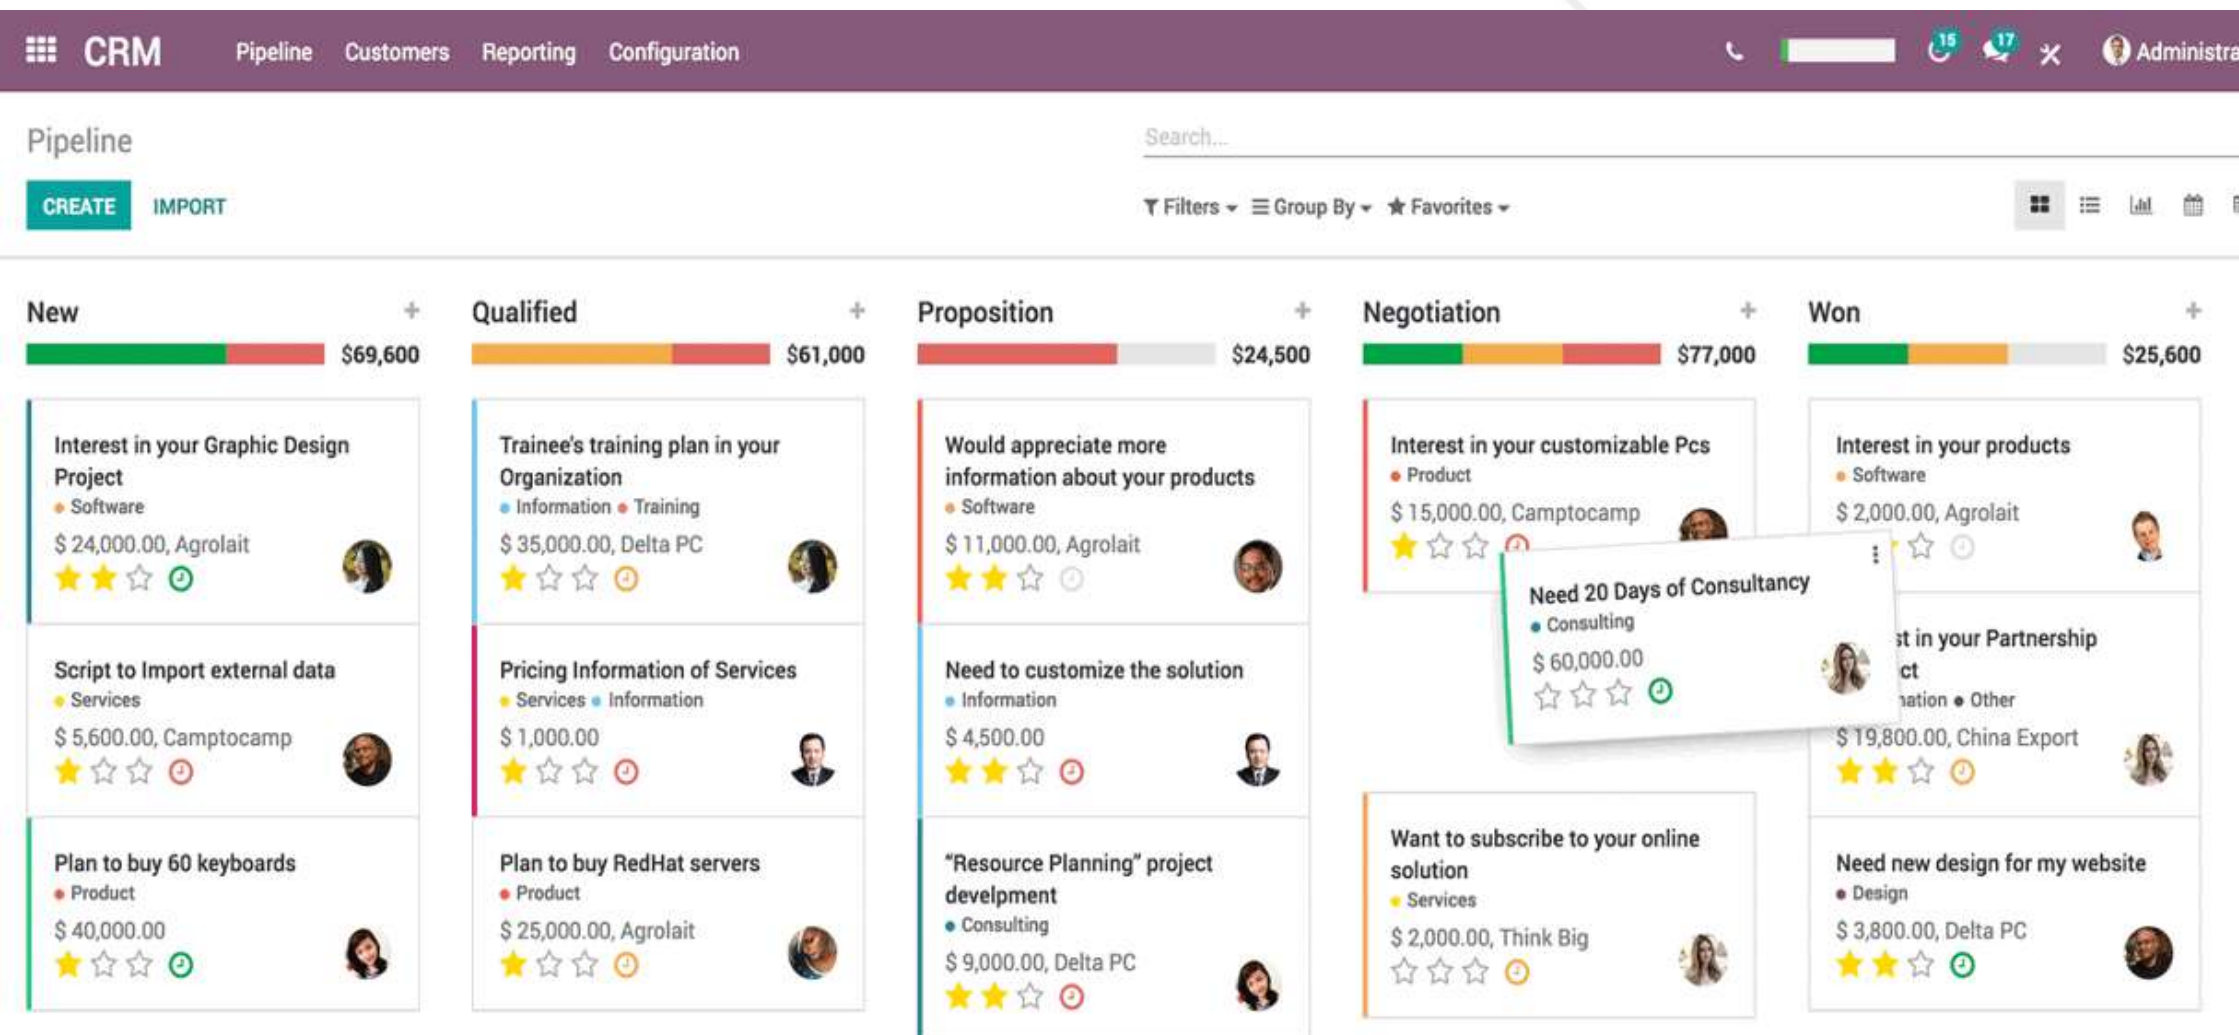 CRM Pipeline Customers Reporting Configuration 15 17 Administra
Pipeline
Search...
CREATE IMPORT
Filters Group By Favorites
New
$69,600
Interest in your Graphic Design
Project
Software
$ 24,000.00, Agrolait
Script to Import external data
Services
$ 5,600.00, Camptocamp
Plan to buy 60 keyboards
Product
$ 40,000.00
Qualified
$61,000
Trainee's training plan in your
Organization
Information Training
$ 35,000.00, Delta PC
Pricing Information of Services
Services Information
$ 1,000.00
Plan to buy RedHat servers
Product
$ 25,000.00, Agrolait
Proposition
$24,500
Would appreciate more
information about your products
Software
$ 11,000.00, Agrolait
Need to customize the solution
Information
$ 4,500.00
“Resource Planning” project
develpment
Consulting
$ 9,000.00, Delta PC
Negotiation
$77,000
Interest in your customizable Pcs
Product
$ 15,000.00, Camptocamp
Need 20 Days of Consultancy
Consulting
$ 60,000.00
Want to subscribe to your online
solution
Services
$ 2,000.00, Think Big
Won
$25,600
Interest in your products
Software
$ 2,000.00, Agrolait
st in your Partnership
ct
nation Other
$ 19,800.00, China Export
Need new design for my website
Design
$ 3,800.00, Delta PC